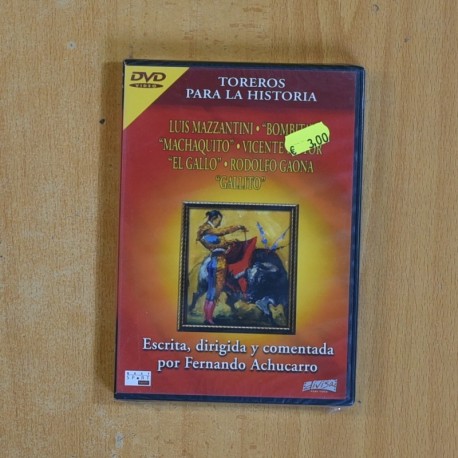 DVD
VIDEO
TOREROS
PARA LA HISTORIA
LUIS MAZZANTINI •
"MACHAQUITO" • VICENTE
€ 3,00
"EL GALLO" • RODOLFO GAONA
"GALLITO"
Escrita, dirigida y comentada
por Fernando Achucarro